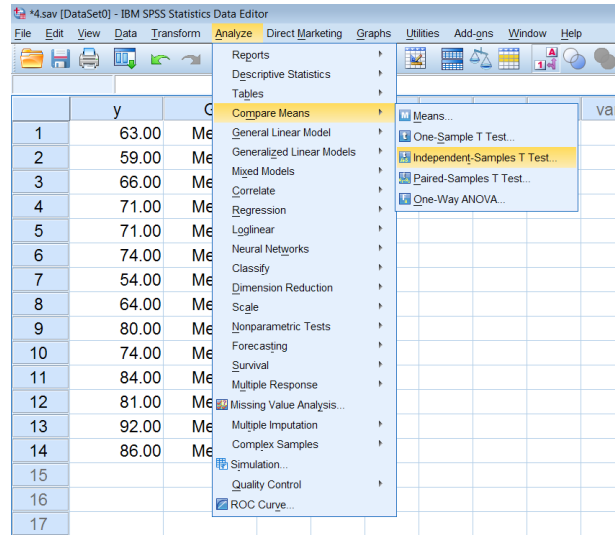 *4.sav [DataSet0] - IBM SPSS Statistics Data Editor
File Edit View Data Transform Analyze Direct Marketing Graphs Utilities Add-ons Window Help
Reports
Descriptive Statistics
Tables
Compare Means
General Linear Model
Generalized Linear Models
Mixed Models
Correlate
Regression
Loglinear
Neural Networks
Classify
Dimension Reduction
Scale
Nonparametric Tests
Forecasting
Survival
Multiple Response
Missing Value Analysis...
Multiple Imputation
Complex Samples
Simulation...
Quality Control
ROC Curve...
Means...
One-Sample T Test...
Independent-Samples T Test...
Paired-Samples T Test...
One-Way ANOVA...
y G va
1 63.00 Me
2 59.00 Me
3 66.00 Me
4 71.00 Me
5 71.00 Me
6 74.00 Me
7 54.00 Me
8 64.00 Me
9 80.00 Me
10 74.00 Me
11 84.00 Me
12 81.00 Me
13 92.00 Me
14 86.00 Me
15
16
17